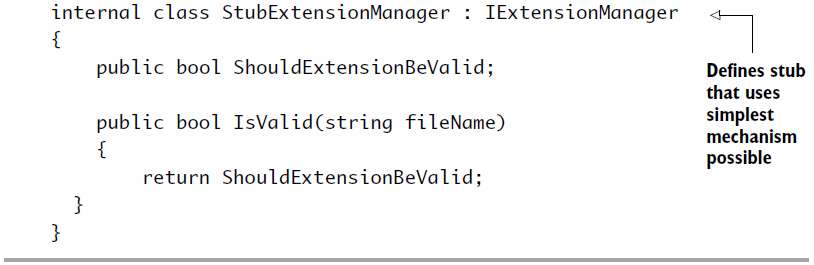 internal class StubExtensionManager : IExtensionManager
{
    public bool ShouldExtensionBeValid;

    public bool IsValid(string fileName)
    {
        return ShouldExtensionBeValid;
  }
}
Defines stub
that uses
simplest
mechanism
possible